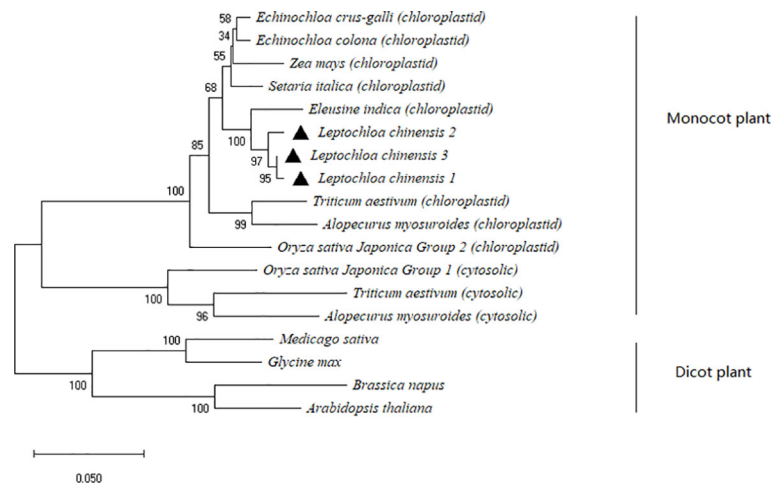 58
Echinochloa crus-galli (chloroplastid)
34
Echinochloa colona (chloroplastid)
55
Zea mays (chloroplastid)
68
Setaria italica (chloroplastid)
Eleusine indica (chloroplastid)
Monocot plant
100
Leptochloa chinensis 2
85
97
Leptochloa chinensis 3
95
Leptochloa chinensis 1
100
Triticum aestivum (chloroplastid)
99
Alopecurus myosuroides (chloroplastid)
Oryza sativa Japonica Group 2 (chloroplastid)
Oryza sativa Japonica Group 1 (cytosolic)
100
Triticum aestivum (cytosolic)
96
Alopecurus myosuroides (cytosolic)
100
Medicago sativa
Glycine max
Dicot plant
100
Brassica napus
100
Arabidopsis thaliana
0.050